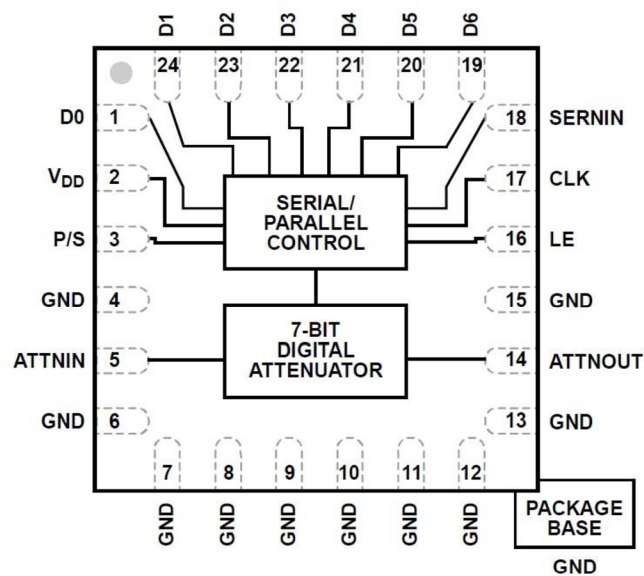 D1 D2 D3 D4 D5 D6
24 23 22 21 20 19
D0 1 18 SERNIN
VDD 2 17 CLK
SERIAL/
PARALLEL
CONTROL
P/S 3 16 LE
GND 4 15 GND
7-BIT
DIGITAL
ATTENUATOR
ATTNIN 5 14 ATTNOUT
GND 6 13 GND
7 8 9 10 11 12
GND GND GND GND GND GND
PACKAGE
BASE
GND